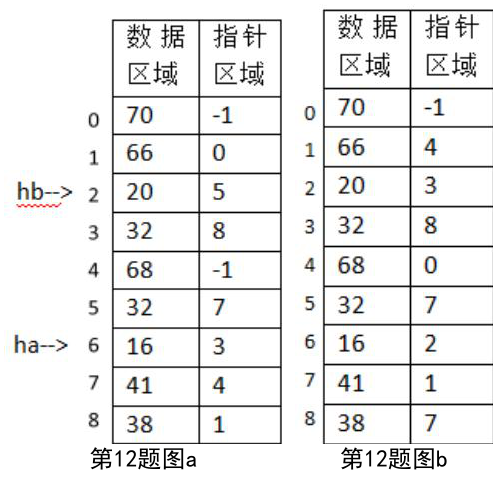 数据区域 指针区域
0 70 -1
1 66 0
hb--> 2 20 5
3 32 8
4 68 -1
5 32 7
ha--> 6 16 3
7 41 4
8 38 1
第12题图a
数据区域 指针区域
0 70 -1
1 66 4
2 20 3
3 32 8
4 68 0
5 32 7
6 16 2
7 41 1
8 38 7
第12题图b